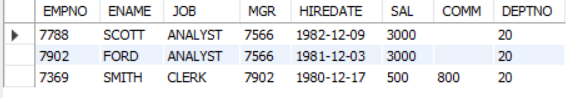 EMPNO ENAME JOB MGR HIREDATE SAL COMM DEPTNO
7788 SCOTT ANALYST 7566 1982-12-09 3000 20
7902 FORD ANALYST 7566 1981-12-03 3000 20
7369 SMITH CLERK 7902 1980-12-17 500 800 20